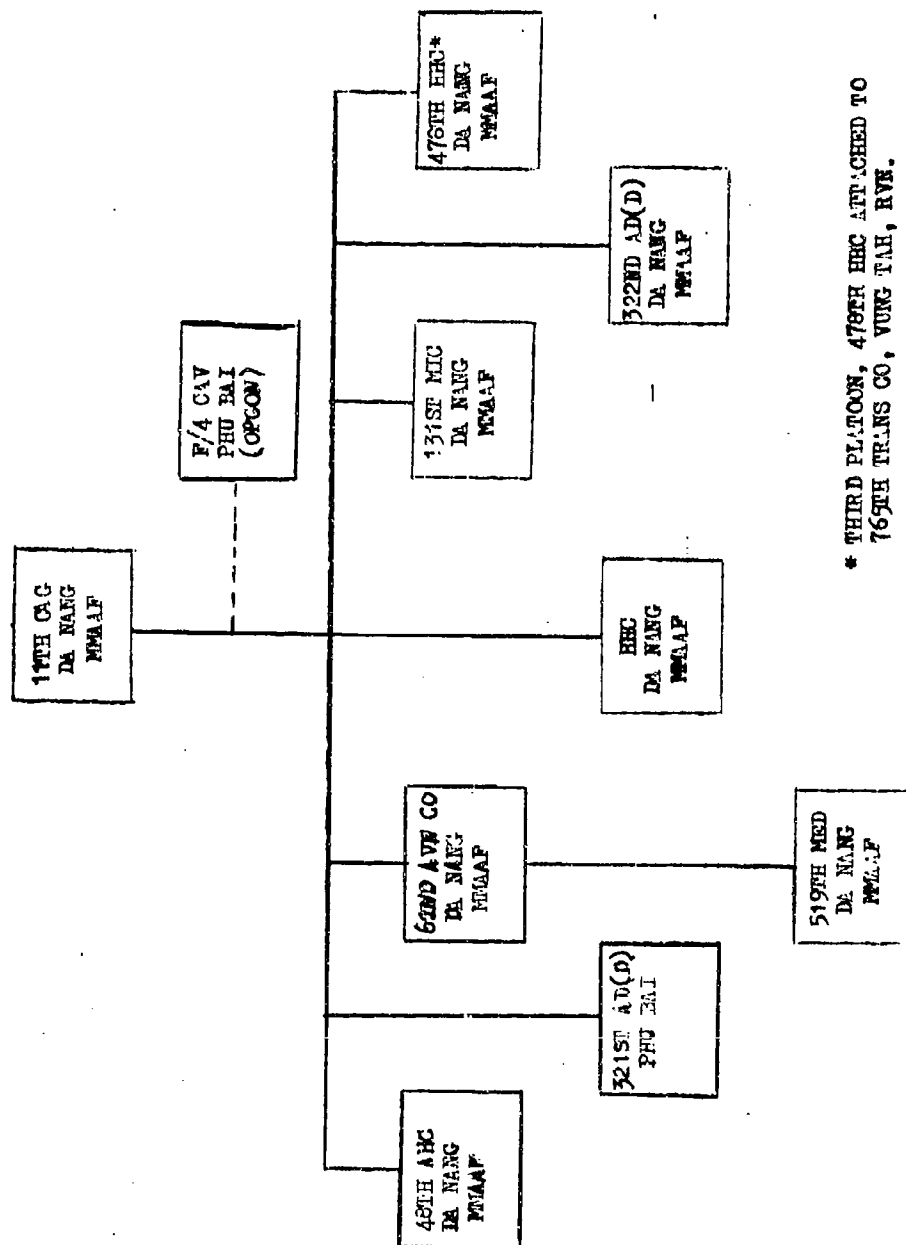 11TH CAG
DA NANG
MMAAF
F/4 CAV
PHU BAI
(OPCON)
48TH AHC
DA NANG
MMAAF
321ST AD(D)
PHU BAI
62ND AVN CO
DA NANG
MMAAF
519TH MED
DA NANG
MMAAF
HHC
DA NANG
MMAAF
131ST MIC
DA NANG
MMAAF
322ND AD(D)
DA NANG
MMAAF
478TH HHC*
DA NANG
MMAAF
* THIRD PLATOON, 478TH HHC ATTACHED TO
765TH TRANS CO, VUNG TAH, RVN.